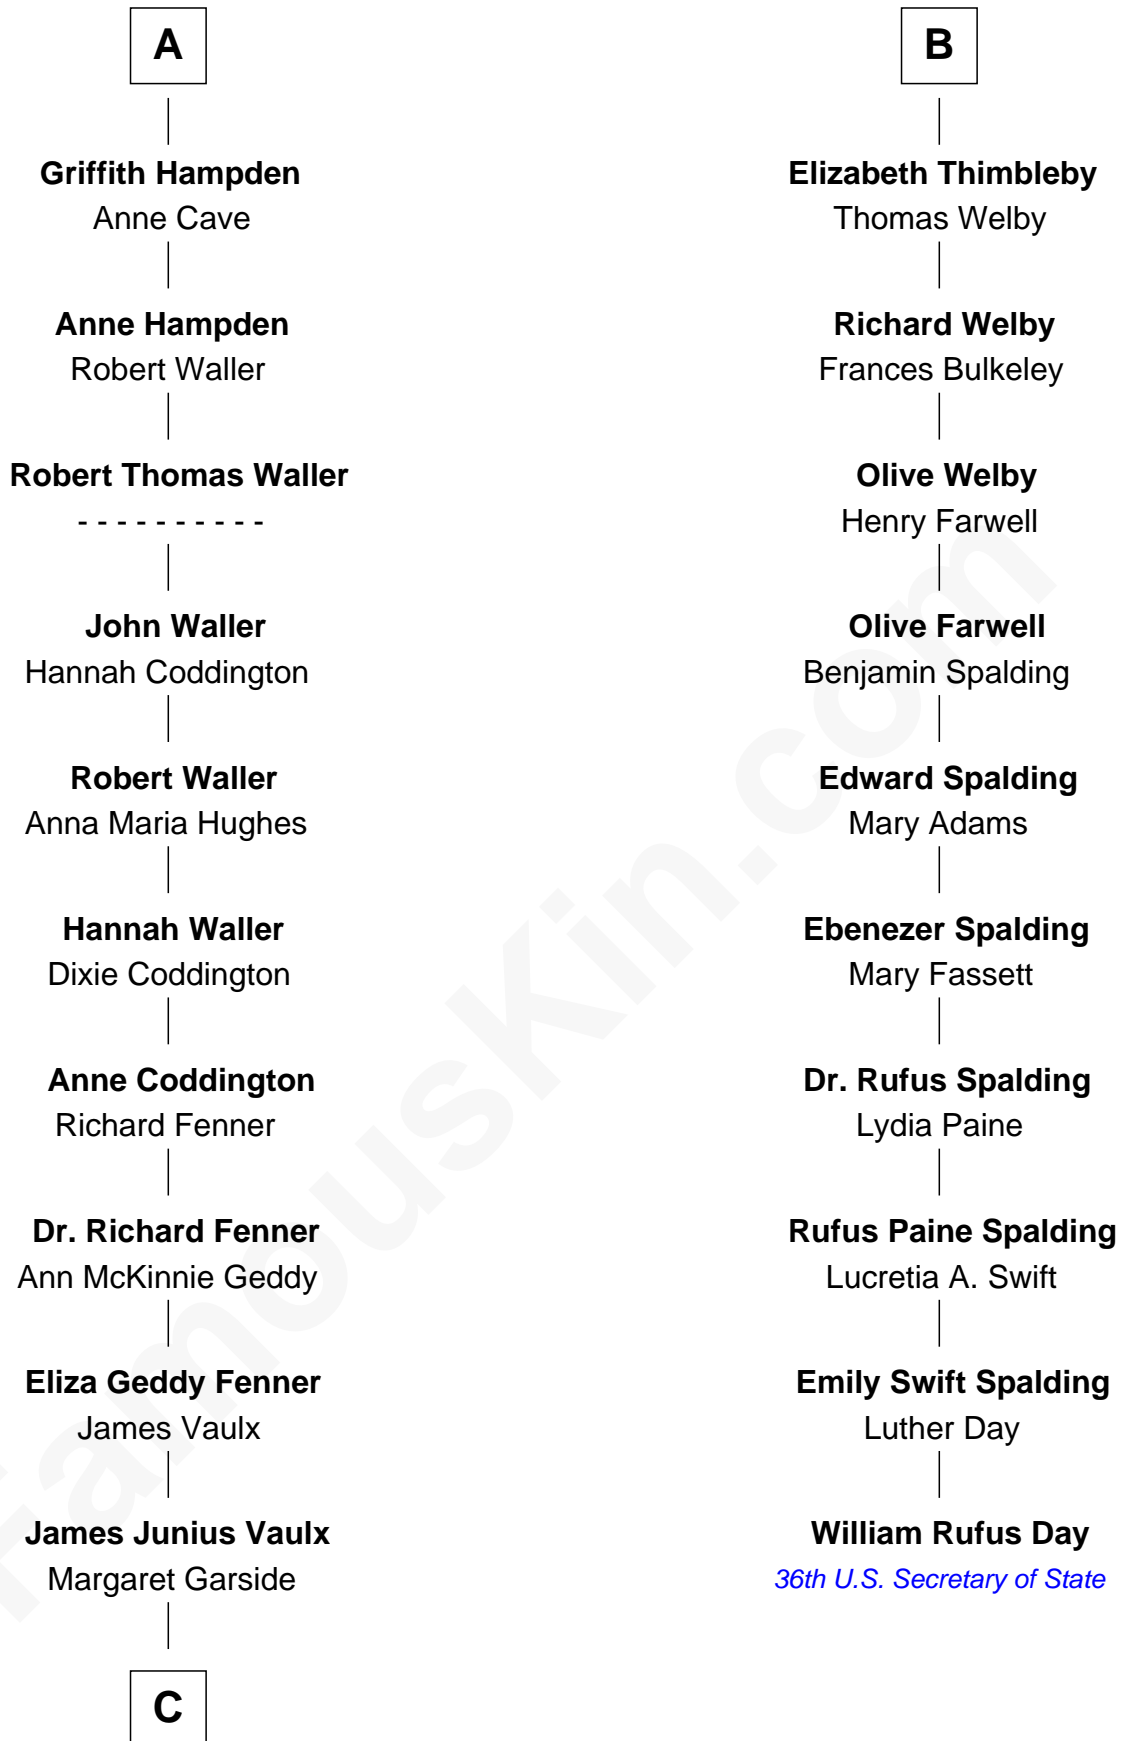 A
Griffith Hampden
Anne Cave
Anne Hampden
Robert Waller
Robert Thomas Waller
- - - - - - - - - -
John Waller
Hannah Coddington
Robert Waller
Anna Maria Hughes
Hannah Waller
Dixie Coddington
Anne Coddington
Richard Fenner
Dr. Richard Fenner
Ann McKinnie Geddy
Eliza Geddy Fenner
James Vaulx
James Junius Vaulx
Margaret Garside
C
B
Elizabeth Thimbleby
Thomas Welby
Richard Welby
Frances Bulkeley
Olive Welby
Henry Farwell
Olive Farwell
Benjamin Spalding
Edward Spalding
Mary Adams
Ebenezer Spalding
Mary Fassett
Dr. Rufus Spalding
Lydia Paine
Rufus Paine Spalding
Lucretia A. Swift
Emily Swift Spalding
Luther Day
William Rufus Day
36th U.S. Secretary of State
FamousKin.com